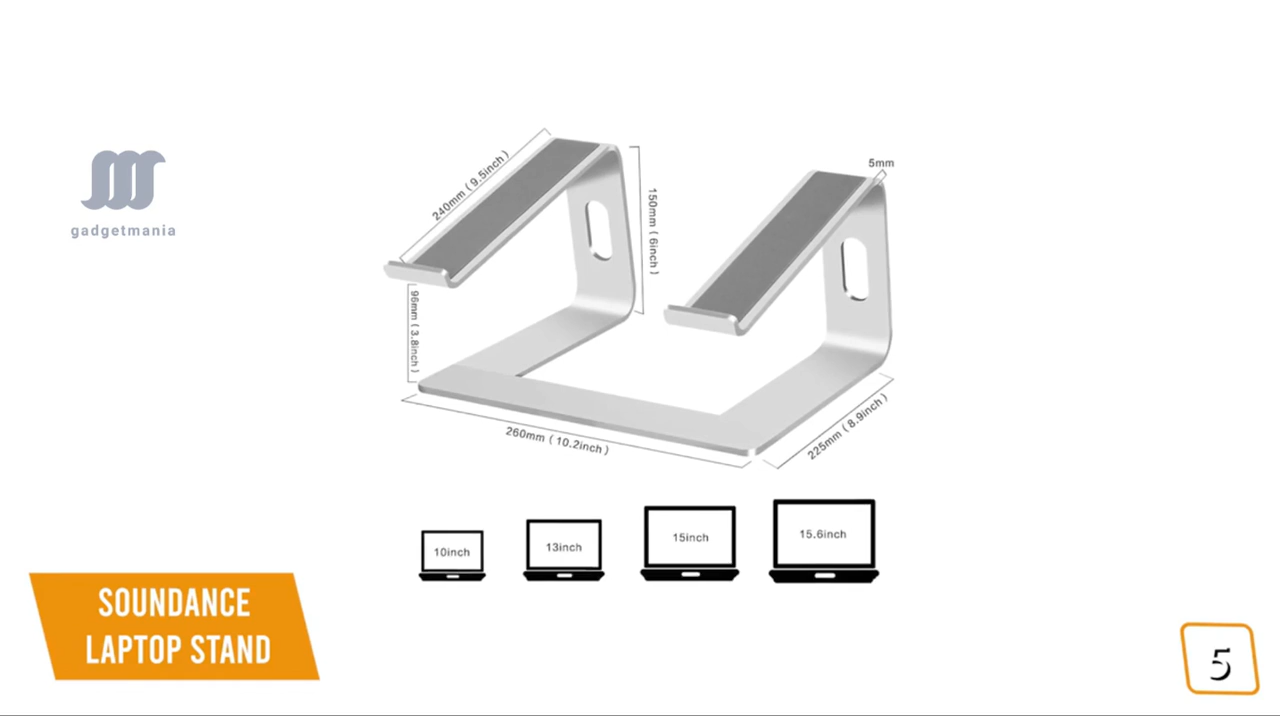 gadgetmania
240mm ( 9.5inch )
150mm ( 6inch )
5mm
96mm ( 3.8inch )
260mm ( 10.2inch )
225mm ( 8.9inch )
10inch
13inch
15inch
15.6inch
SOUNDANCE
LAPTOP STAND
5